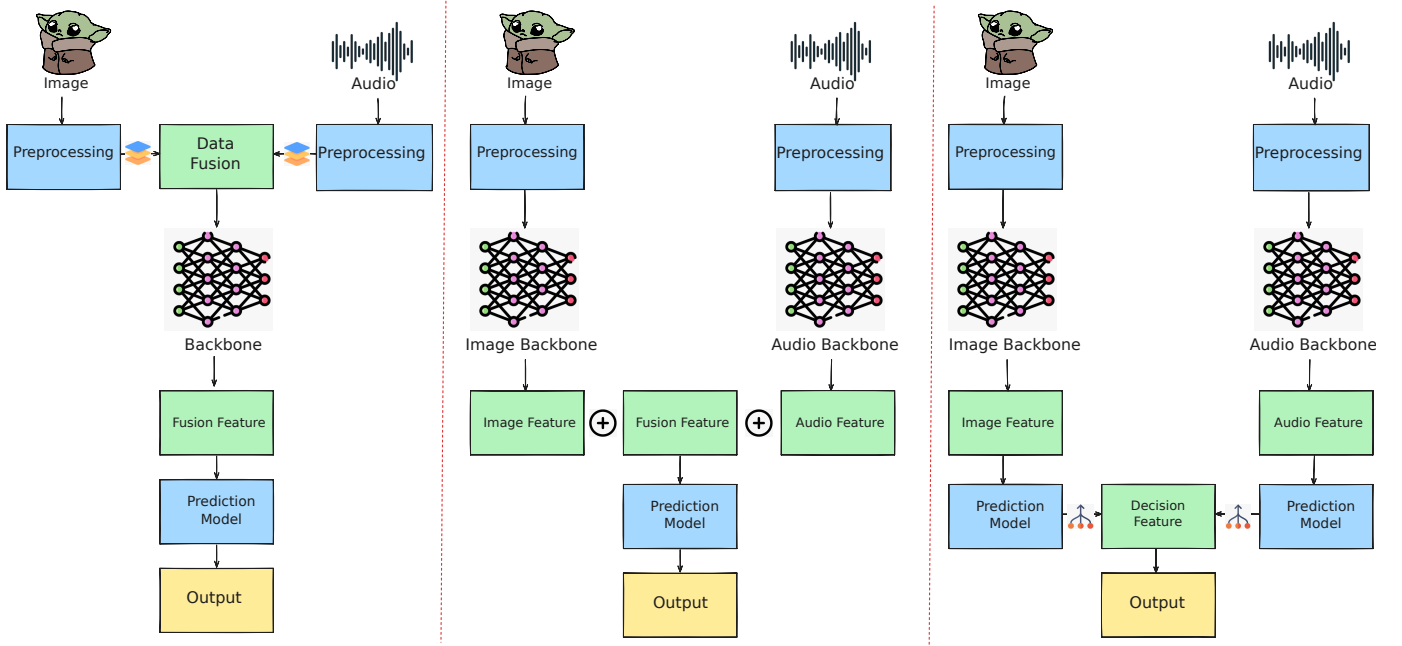 Image
Audio
Preprocessing
Data
Fusion
Preprocessing
Backbone
Fusion Feature
Prediction
Model
Output
Image
Audio
Preprocessing
Preprocessing
Image Backbone
Audio Backbone
Image Feature
Fusion Feature
Audio Feature
Prediction
Model
Output
Image
Audio
Preprocessing
Preprocessing
Image Backbone
Audio Backbone
Image Feature
Audio Feature
Prediction
Model
Decision
Feature
Prediction
Model
Output